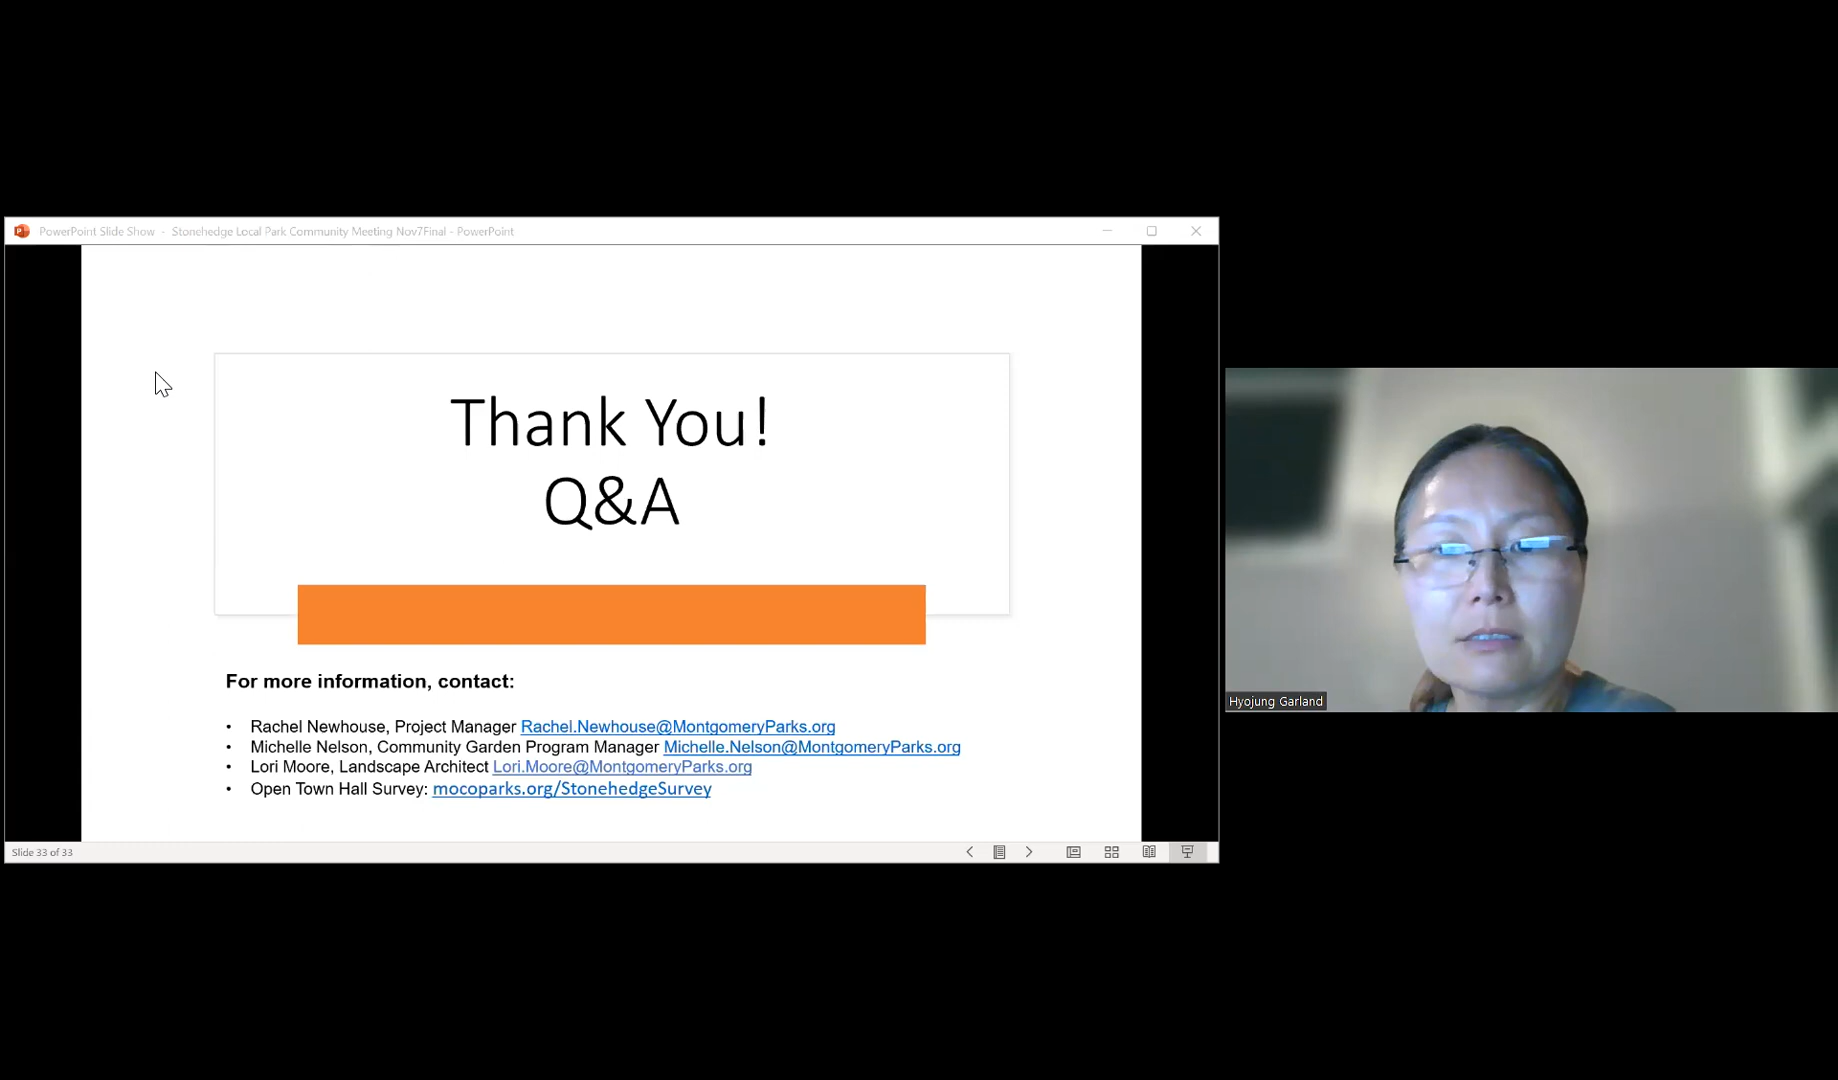 PowerPoint Slide Show - Stonehedge Local Park Community Meeting Nov7Final - PowerPoint
Thank You!
Q&A
For more information, contact:
• Rachel Newhouse, Project Manager Rachel.Newhouse@MontgomeryParks.org
• Michelle Nelson, Community Garden Program Manager Michelle.Nelson@MontgomeryParks.org
• Lori Moore, Landscape Architect Lori.Moore@MontgomeryParks.org
• Open Town Hall Survey: mocoparks.org/StonehedgeSurvey
Slide 33 of 33
Hyojung Garland